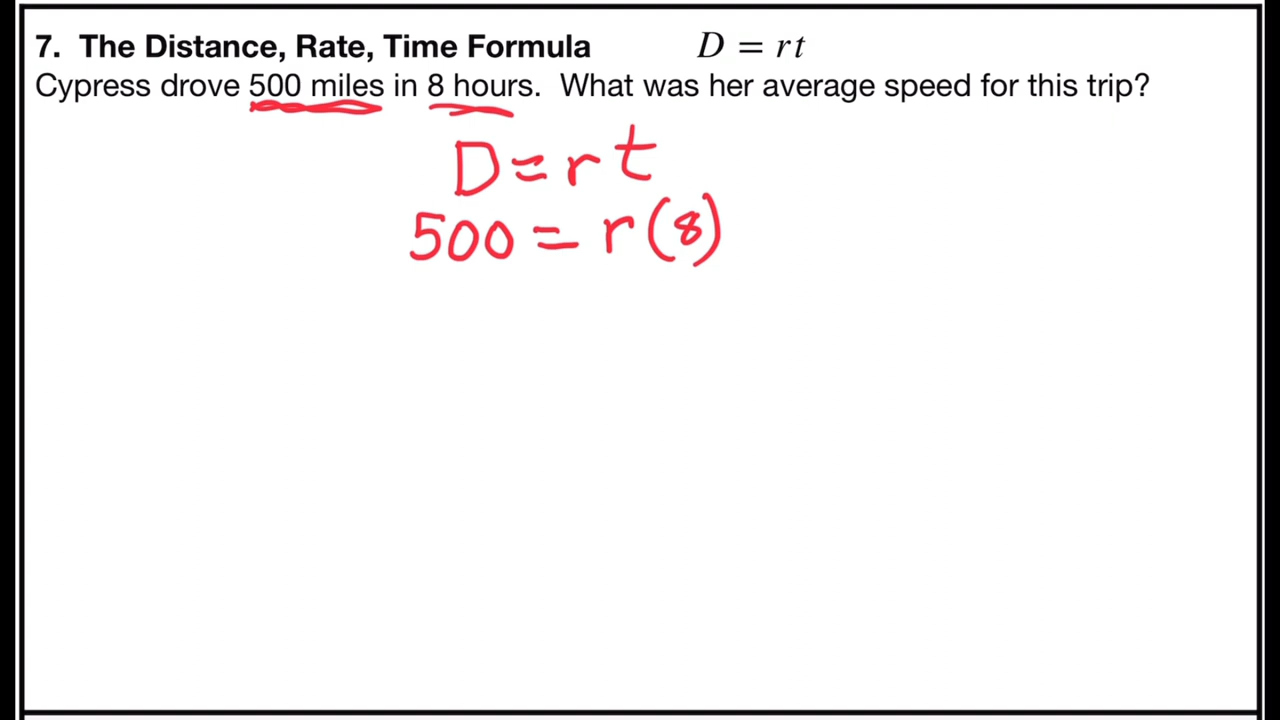 7. The Distance, Rate, Time Formula D = rt
Cypress drove 500 miles in 8 hours. What was her average speed for this trip?
D = rt
500 = r(8)